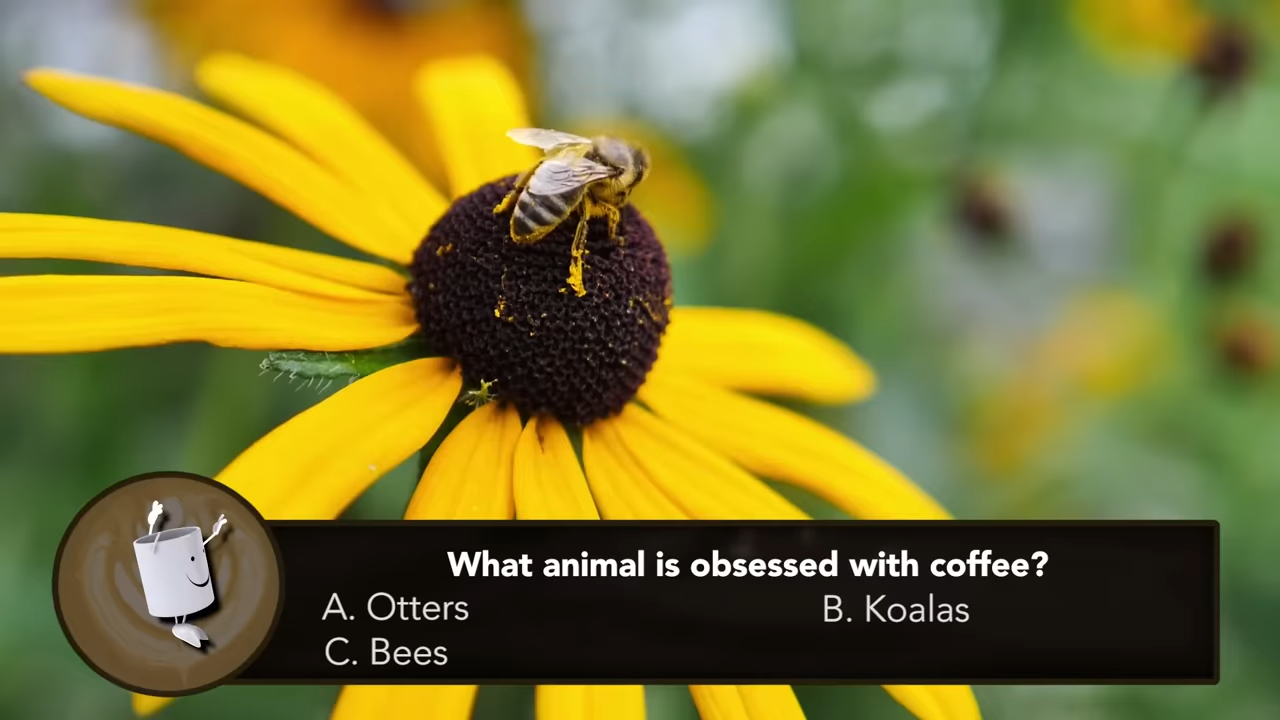 What animal is obsessed with coffee?
A. Otters B. Koalas
C. Bees